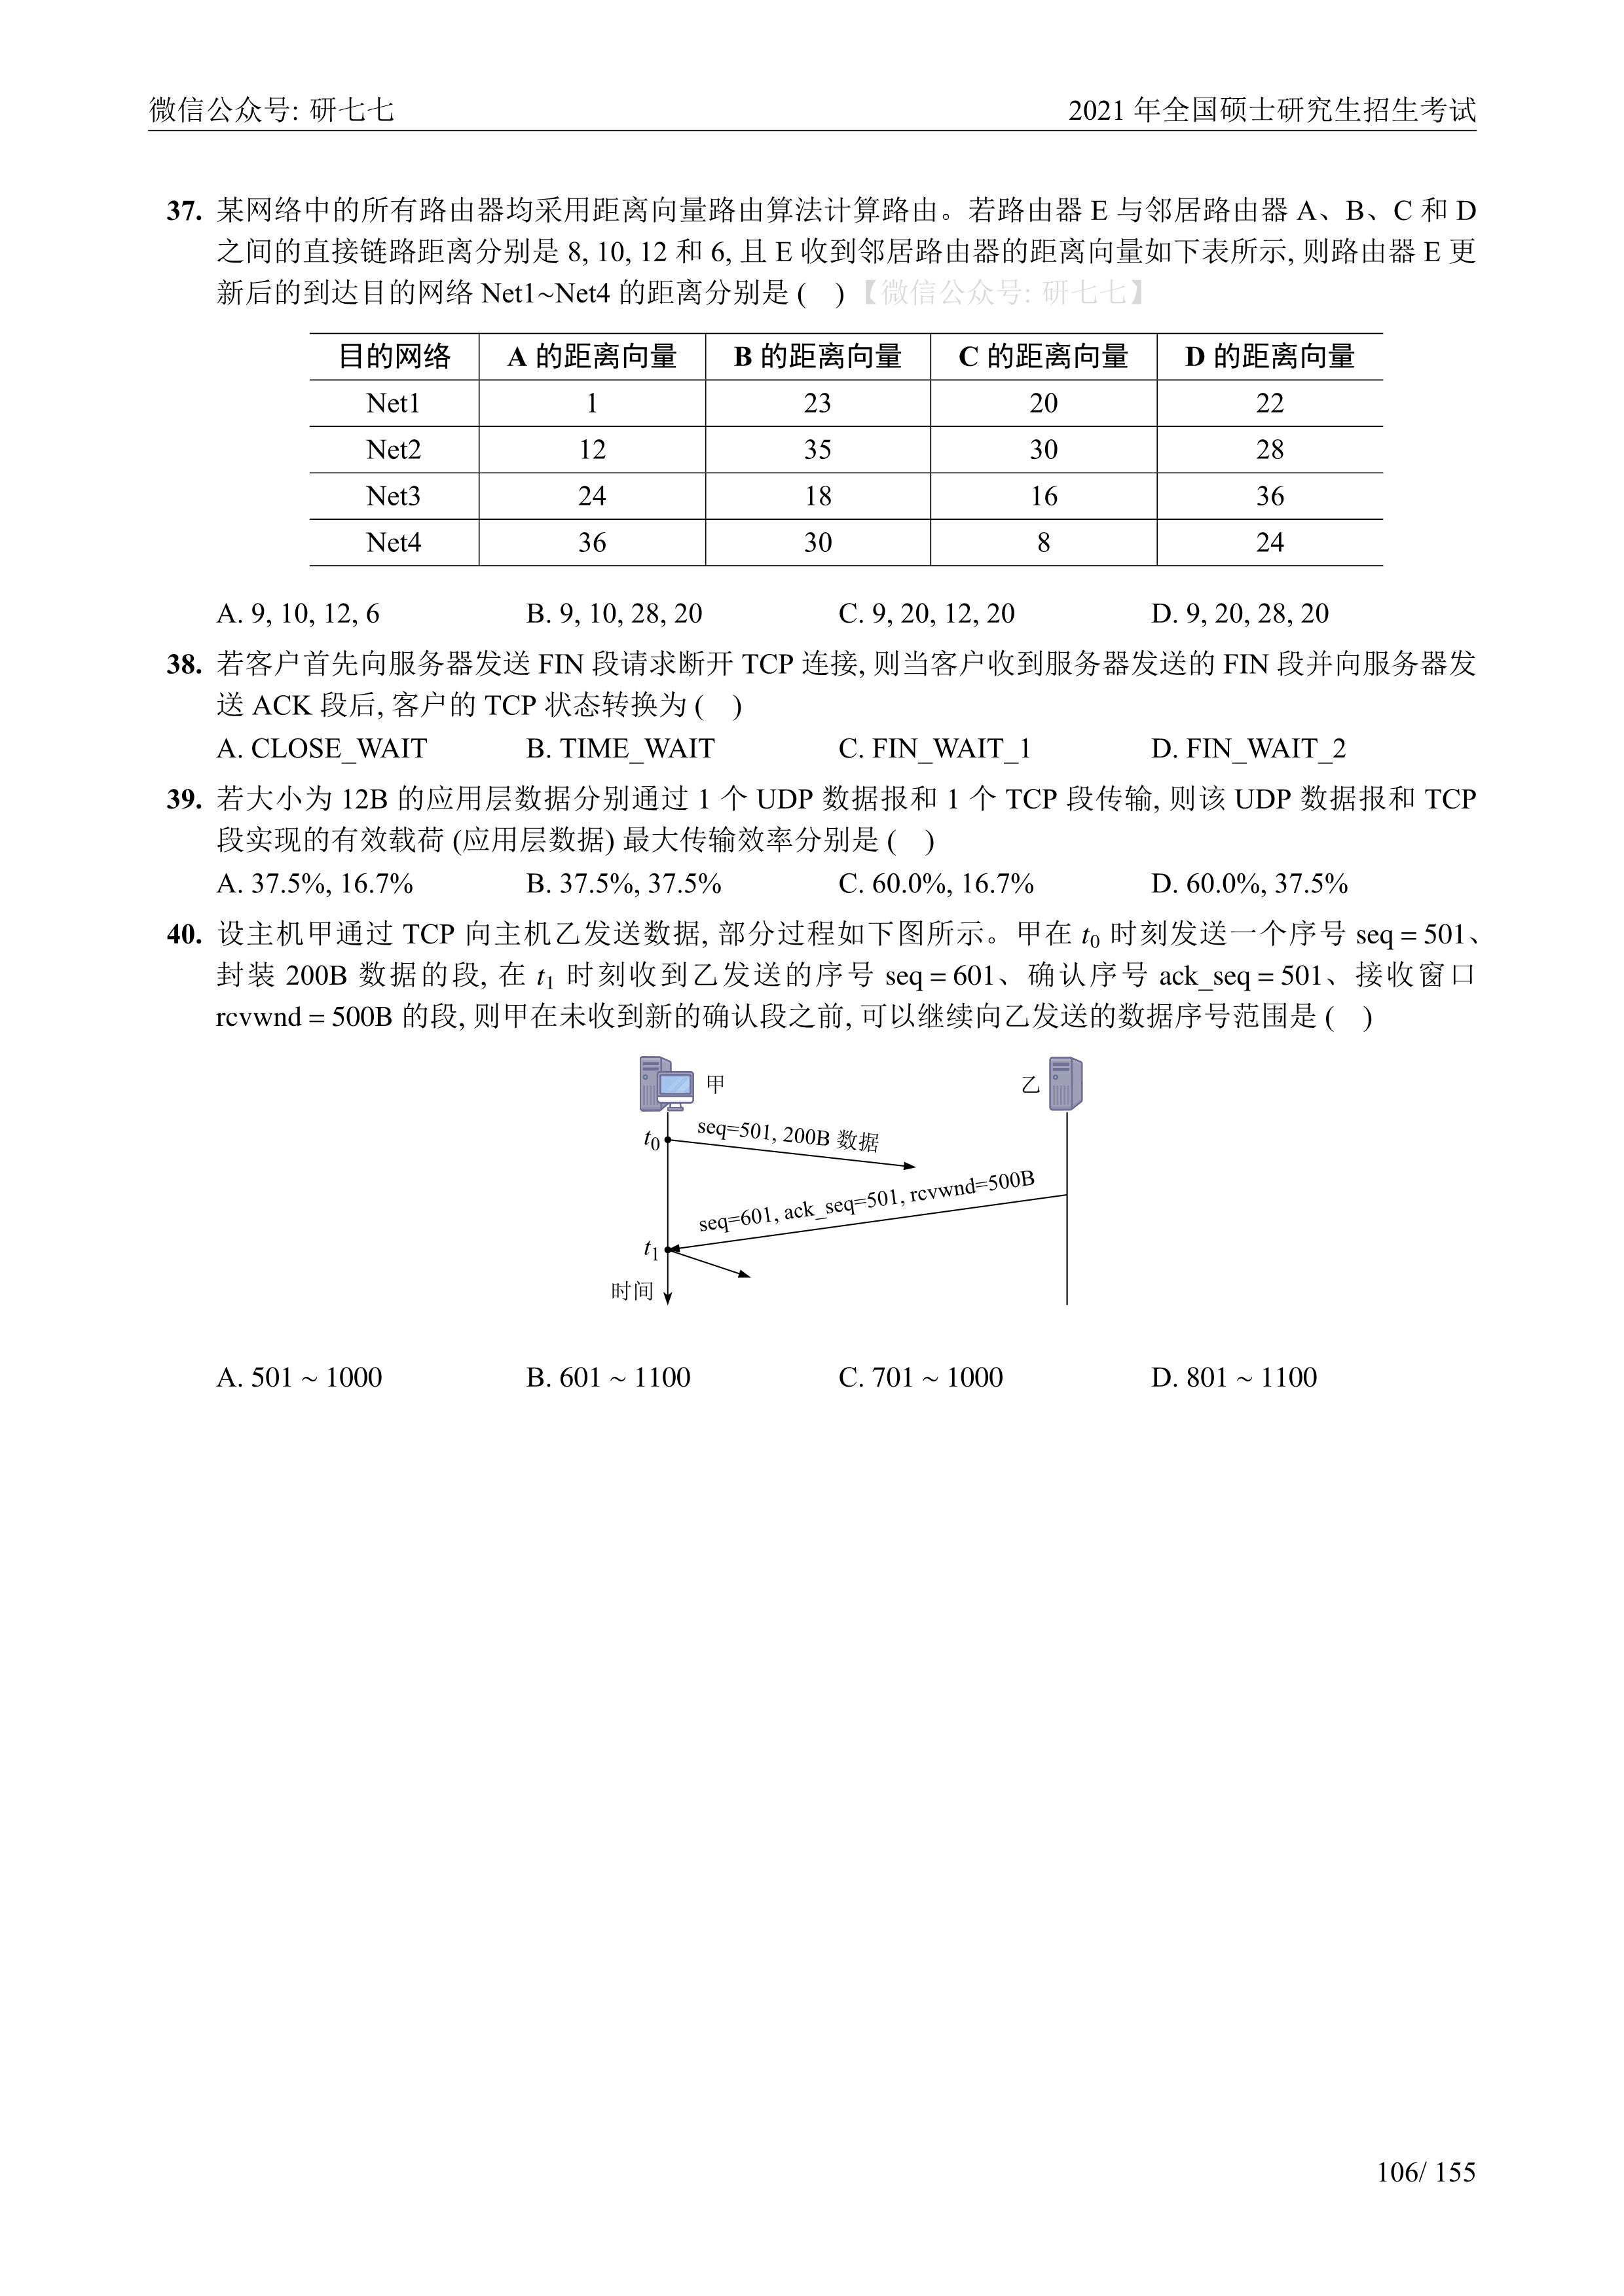 微信公众号: 研七七
2021 年全国硕士研究生招生考试
37. 某网络中的所有路由器均采用距离向量路由算法计算路由。若路由器 E 与邻居路由器 A、B、C 和 D
之间的直接链路距离分别是 8, 10, 12 和 6, 且 E 收到邻居路由器的距离向量如下表所示, 则路由器 E 更
新后的到达目的网络 Net1~Net4 的距离分别是 ( ) 【微信公众号: 研七七】
目的网络 A 的距离向量 B 的距离向量 C 的距离向量 D 的距离向量
Net1 1 23 20 22
Net2 12 35 30 28
Net3 24 18 16 36
Net4 36 30 8 24
A. 9, 10, 12, 6 B. 9, 10, 28, 20 C. 9, 20, 12, 20 D. 9, 20, 28, 20
38. 若客户首先向服务器发送 FIN 段请求断开 TCP 连接, 则当客户收到服务器发送的 FIN 段并向服务器发
送 ACK 段后, 客户的 TCP 状态转换为 ( )
A. CLOSE_WAIT B. TIME_WAIT C. FIN_WAIT_1 D. FIN_WAIT_2
39. 若大小为 12B 的应用层数据分别通过 1 个 UDP 数据报和 1 个 TCP 段传输, 则该 UDP 数据报和 TCP
段实现的有效载荷 (应用层数据) 最大传输效率分别是 ( )
A. 37.5%, 16.7% B. 37.5%, 37.5% C. 60.0%, 16.7% D. 60.0%, 37.5%
40. 设主机甲通过 TCP 向主机乙发送数据, 部分过程如下图所示。甲在 t0 时刻发送一个序号 seq = 501、
封装 200B 数据的段, 在 t1 时刻收到乙发送的序号 seq = 601、确认序号 ack_seq = 501、接收窗口
rcvwnd = 500B 的段, 则甲在未收到新的确认段之前, 可以继续向乙发送的数据序号范围是 ( )
甲
乙
t0
seq=501, 200B 数据
seq=601, ack_seq=501, rcvwnd=500B
t1
时间
A. 501 ~ 1000 B. 601 ~ 1100 C. 701 ~ 1000 D. 801 ~ 1100
106/ 155